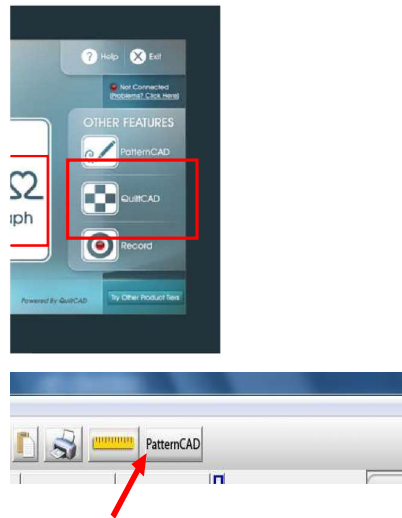 ? Help X Exit
Not Connected
(Problems? Click Here)
OTHER FEATURES
PatternCAD
QuiltCAD
aph
Record
Powered By QuiltCAD
Try Other Product Tiers
PatternCAD